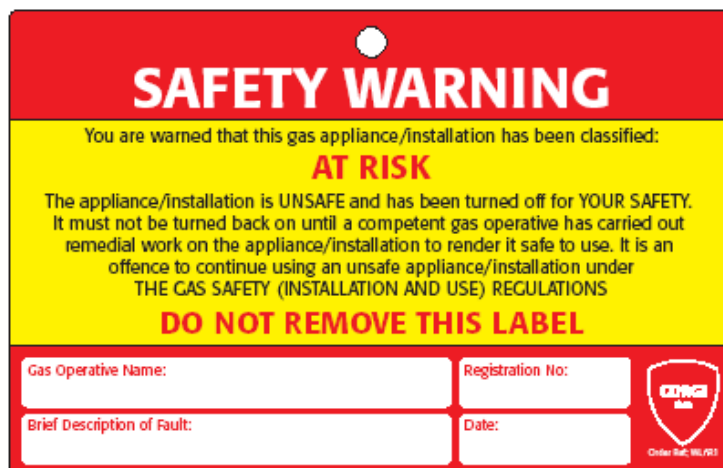 SAFETY WARNING
You are warned that this gas appliance/installation has been classified:
AT RISK
The appliance/installation is UNSAFE and has been turned off for YOUR SAFETY.
It must not be turned back on until a competent gas operative has carried out
remedial work on the appliance/installation to render it safe to use. It is an
offence to continue using an unsafe appliance/installation under
THE GAS SAFETY (INSTALLATION AND USE) REGULATIONS
DO NOT REMOVE THIS LABEL
Gas Operative Name:
Registration No:
Brief Description of Fault:
Date:
Order Ref: